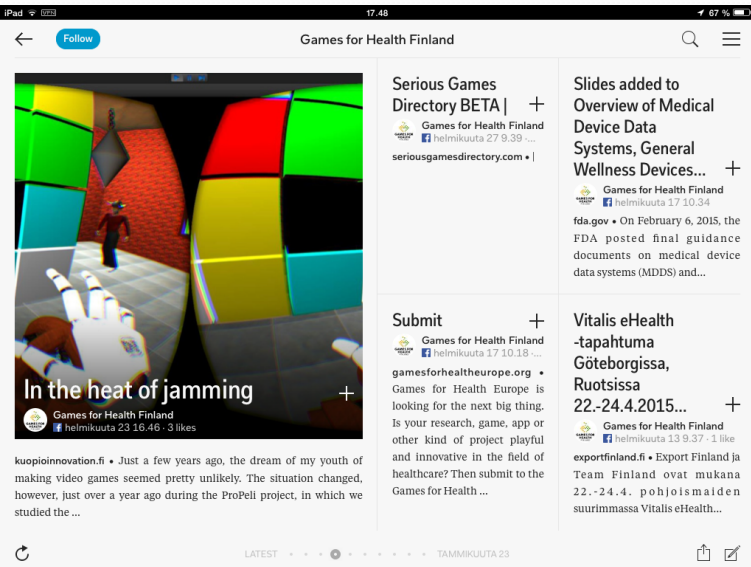 iPad VPN 17.48 67 %
Follow Games for Health Finland
In the heat of jamming
Games for Health Finland
helmikuuta 23 16.46 · 3 likes
kuopioinnovation.fi • Just a few years ago, the dream of my youth of
making video games seemed pretty unlikely. The situation changed,
however, just over a year ago during the ProPeli project, in which we
studied the ...
Serious Games
Directory BETA |
Games for Health Finland
helmikuuta 27 9.39 ·...
seriousgamesdirectory.com • |
Slides added to
Overview of Medical
Device Data
Systems, General
Wellness Devices...
Games for Health Finland
helmikuuta 17 10.34
fda.gov • On February 6, 2015, the
FDA posted final guidance
documents on medical device
data systems (MDDS) and...
Submit
Games for Health Finland
helmikuuta 17 10.18 ·...
gamesforhealtheurope.org •
Games for Health Europe is
looking for the next big thing.
Is your research, game, app or
other kind of project playful
and innovative in the field of
healthcare? Then submit to the
Games for Health ...
Vitalis eHealth
-tapahtuma
Göteborgissa,
Ruotsissa
22.-24.4.2015...
Games for Health Finland
helmikuuta 13 9.37 · 1 like
exportfinland.fi • Export Finland ja
Team Finland ovat mukana
22.-24.4. pohjoismaiden
suurimmassa Vitalis eHealth...
LATEST TAMMIKUUTA 23